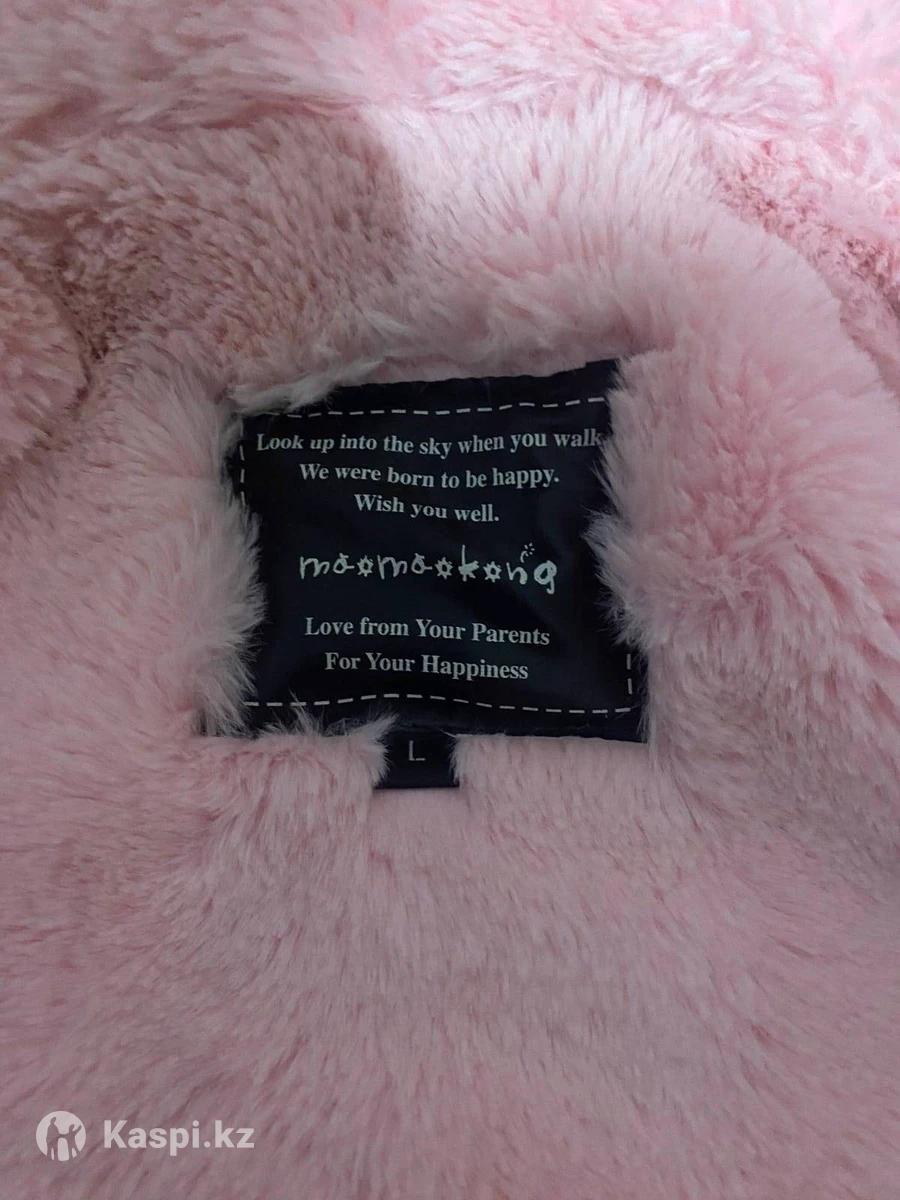 Look up into the sky when you walk
We were born to be happy.
Wish you well.
maomaokong
Love from Your Parents
For Your Happiness
L
Kaspi.kz